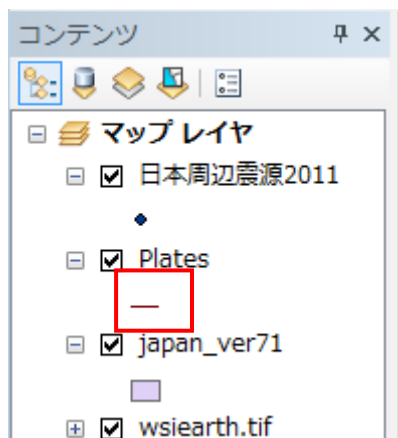 コンテンツ
マップ レイヤ
日本周辺震源2011
Plates
japan_ver71
wsiearth.tif